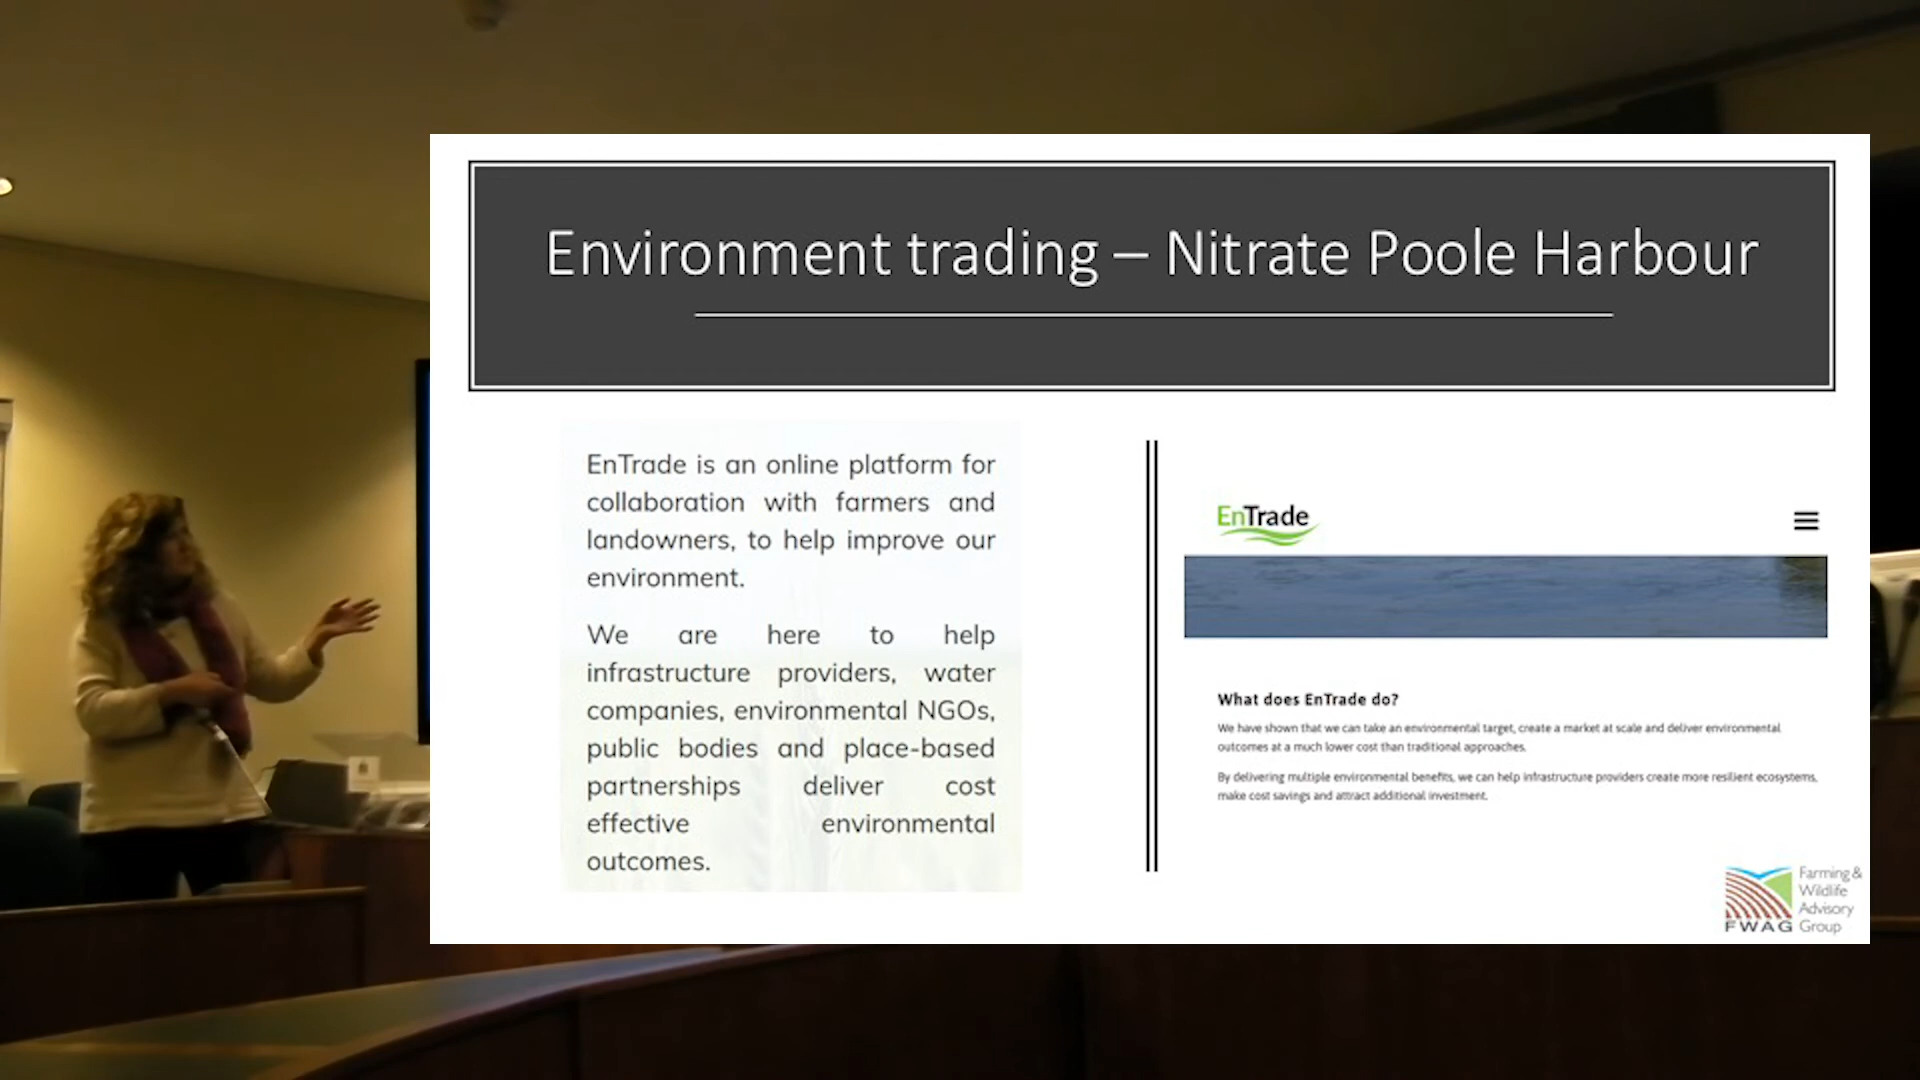 Environment trading – Nitrate Poole Harbour
EnTrade is an online platform for
collaboration with farmers and
landowners, to help improve our
environment.
We are here to help
infrastructure providers, water
companies, environmental NGOs,
public bodies and place-based
partnerships deliver cost
effective environmental
outcomes.
EnTrade
What does EnTrade do?
We have shown that we can take an environmental target, create a market at scale and deliver environmental
outcomes at a much lower cost than traditional approaches.
By delivering multiple environmental benefits, we can help infrastructure providers create more resilient ecosystems,
make cost savings and attract additional investment.
Farming &
Wildlife
Advisory
FWAG Group